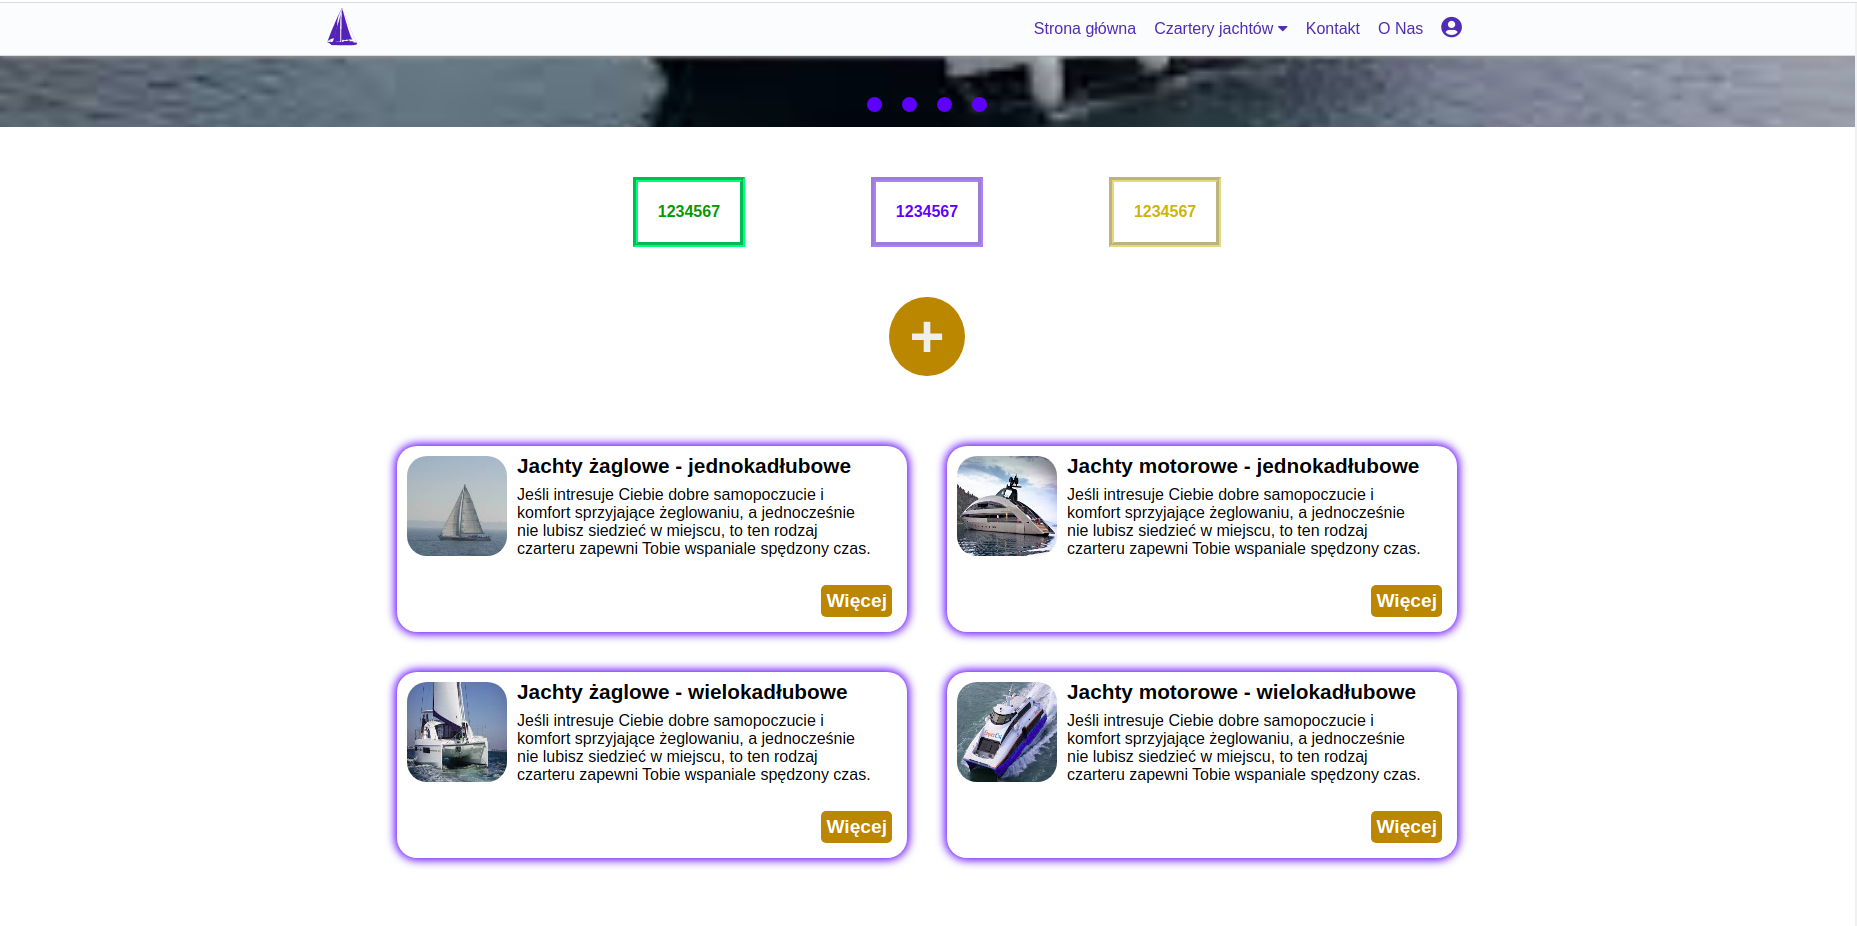 Strona główna Czartery jachtów Kontakt O Nas
1234567 1234567 1234567
+
Jachty żaglowe - jednokadłubowe
Jeśli intresuje Ciebie dobre samopoczucie i
komfort sprzyjające żeglowaniu, a jednocześnie
nie lubisz siedzieć w miejscu, to ten rodzaj
czarteru zapewni Tobie wspaniale spędzony czas.
Więcej
Jachty motorowe - jednokadłubowe
Jeśli intresuje Ciebie dobre samopoczucie i
komfort sprzyjające żeglowaniu, a jednocześnie
nie lubisz siedzieć w miejscu, to ten rodzaj
czarteru zapewni Tobie wspaniale spędzony czas.
Więcej
Jachty żaglowe - wielokadłubowe
Jeśli intresuje Ciebie dobre samopoczucie i
komfort sprzyjające żeglowaniu, a jednocześnie
nie lubisz siedzieć w miejscu, to ten rodzaj
czarteru zapewni Tobie wspaniale spędzony czas.
Więcej
Jachty motorowe - wielokadłubowe
Jeśli intresuje Ciebie dobre samopoczucie i
komfort sprzyjające żeglowaniu, a jednocześnie
nie lubisz siedzieć w miejscu, to ten rodzaj
czarteru zapewni Tobie wspaniale spędzony czas.
Więcej